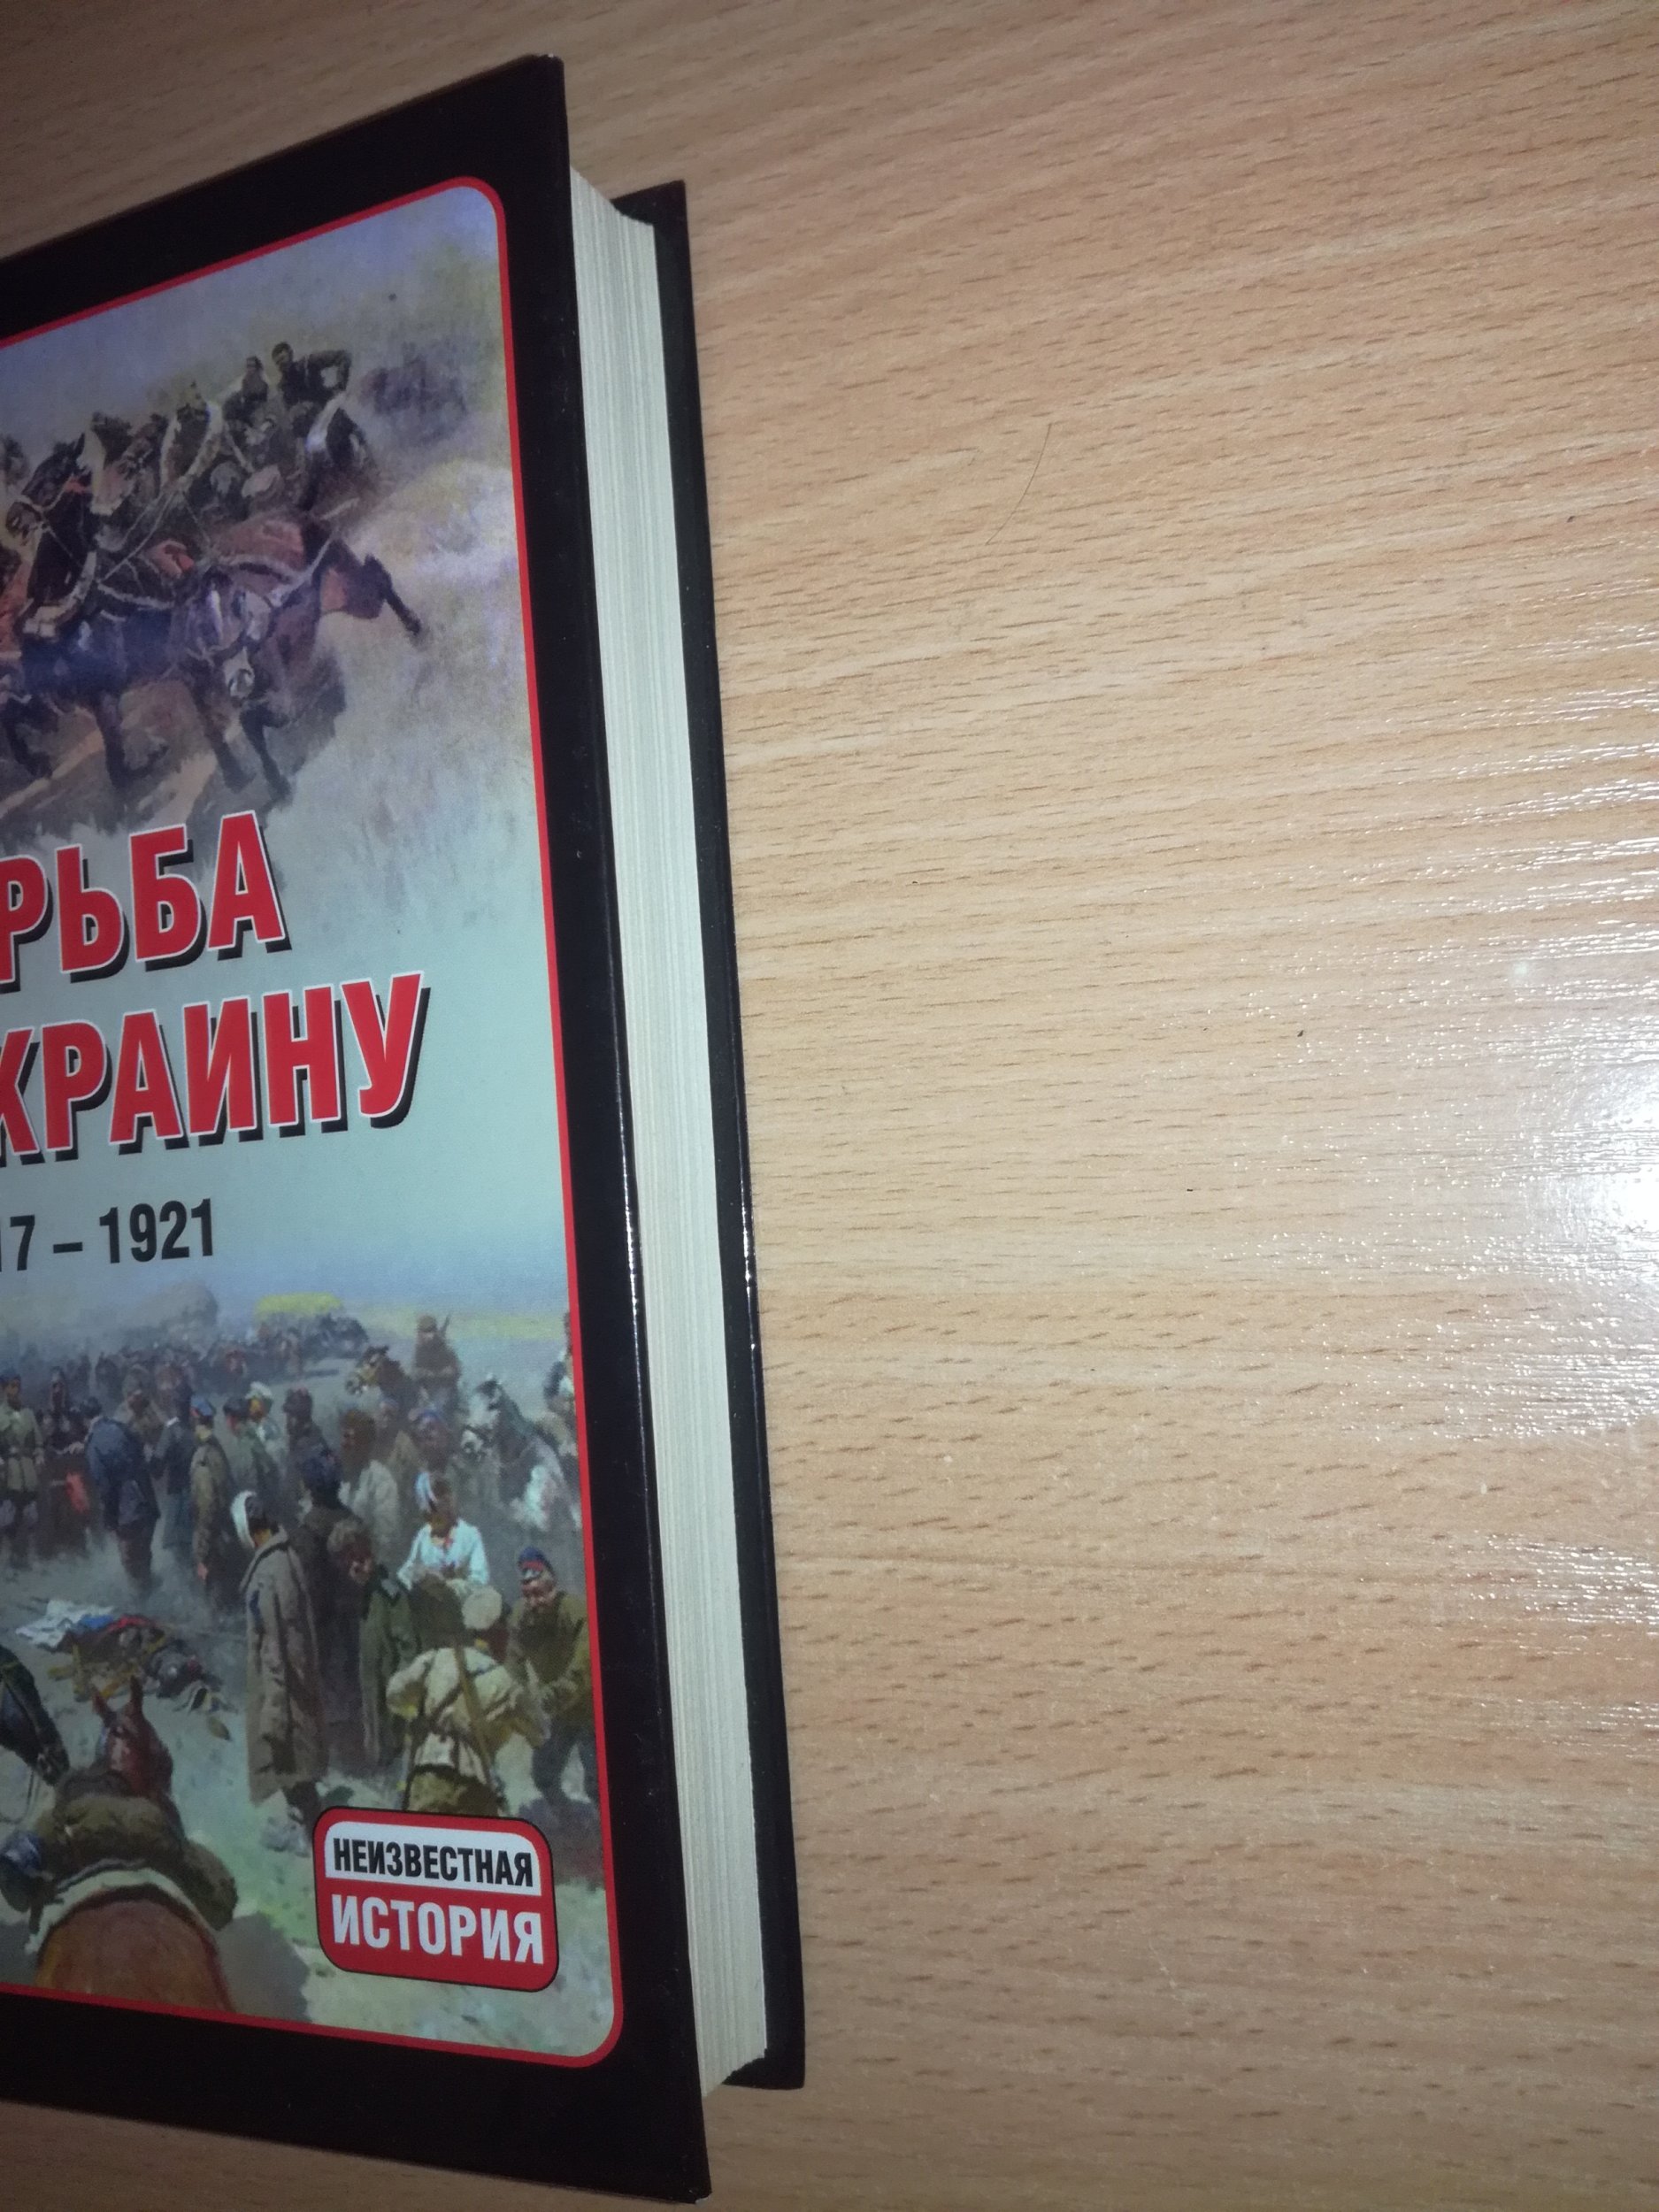 РЬБА
КРАИНУ
17 – 1921
НЕИЗВЕСТНАЯ
ИСТОРИЯ